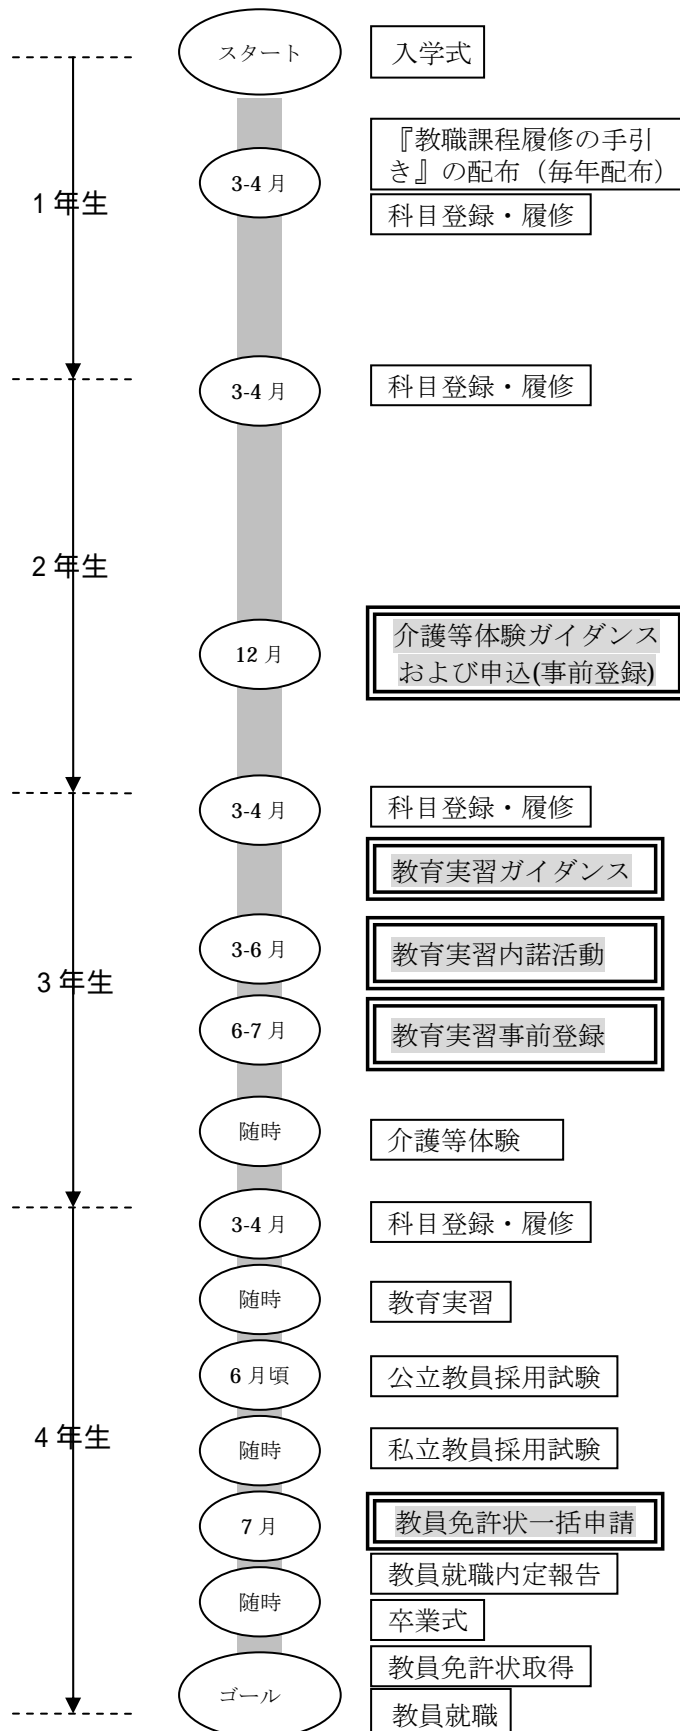 スタート
入学式
『教職課程履修の手引
き』の配布（毎年配布）
3-4 月
1 年生
科目登録・履修
3-4 月
科目登録・履修
2 年生
12 月
介護等体験ガイダンス
および申込(事前登録)
3-4 月
科目登録・履修
教育実習ガイダンス
3-6 月
教育実習内諾活動
3 年生
6-7 月
教育実習事前登録
随時
介護等体験
3-4 月
科目登録・履修
随時
教育実習
6 月頃
公立教員採用試験
4 年生
随時
私立教員採用試験
7 月
教員免許状一括申請
教員就職内定報告
随時
卒業式
教員免許状取得
ゴール
教員就職